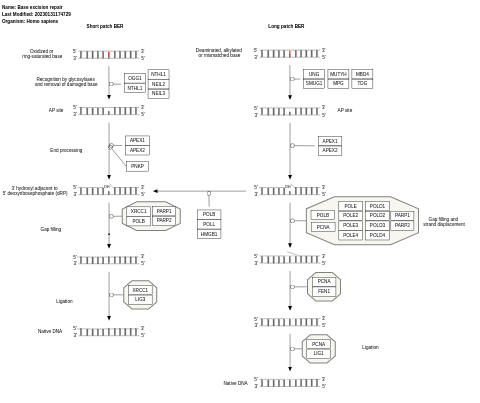 Name: Base excision repair
Last Modified: 20230131174729
Organism: Homo sapiens
Short patch BER
Long patch BER
Oxidized or
ring-saturated base
5' 3'
3' 5'
Deaminated, alkylated
or mismatched base
5' 3'
3' 5'
Recognition by glycosylases
and removal of damaged base
OGG1
NTHL1
NTHL1
NEIL2
NEIL3
UNG
MUTYH
MBD4
SMUG1
MPG
TDG
AP site
5' 3'
3' 5'
5' 3'
3' 5'
AP site
End processing
APEX1
APEX2
PNKP
APEX1
APEX2
3' hydroxyl adjacent to
5' deoxyribosephosphate (dRP)
5' 3'
3' 5'
5' 3'
3' 5'
Gap filling
XRCC1
PARP1
POLB
PARP2
POLB
POLL
HMGB1
POLB
PCNA
POLE
POLE2
POLE3
POLE4
POLD1
POLD2
POLD3
POLD4
PARP1
PARP2
Gap filling and
strand displacement
5' 3'
3' 5'
5' 3'
3' 5'
Ligation
XRCC1
LIG3
PCNA
FEN1
Native DNA
5' 3'
3' 5'
5' 3'
3' 5'
PCNA
LIG1
Ligation
Native DNA
5' 3'
3' 5'